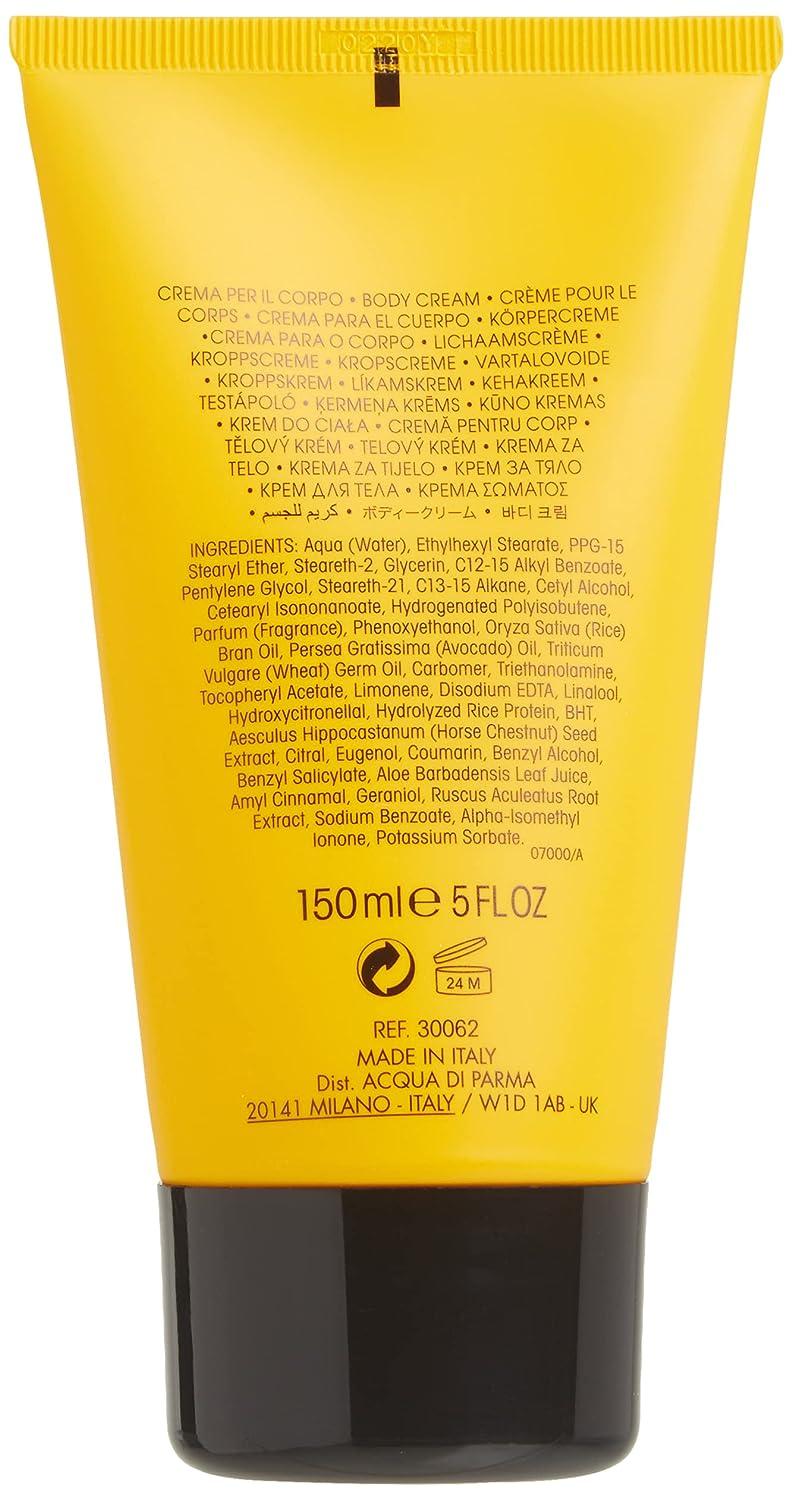 0220Y
CREMA PER IL CORPO • BODY CREAM • CRÈME POUR LE
CORPS • CREMA PARA EL CUERPO • KÖRPERCREME
•CREMA PARA O CORPO • LICHAAMSCRÈME •
KROPPSCREME • KROPSCREME • VARTALOVOIDE
• KROPPSKREM • LÍKAMSKREM • KEHAKREEM •
TESTÁPOLÓ • ĶERMEŅA KRĒMS • KŪNO KREMAS
• KREM DO CIAŁA • CREMĂ PENTRU CORP •
TĚLOVÝ KRÉM • TELOVÝ KRÉM • KREMA ZA
TELO • KREMA ZA TIJELO • КРЕМ ЗА ТЯЛО
• КРЕМ ДЛЯ ТЕЛА • ΚΡΕΜΑ ΣΩΜΑΤΟΣ
• كريم للجسم • ボディークリーム • 바디 크림
INGREDIENTS: Aqua (Water), Ethylhexyl Stearate, PPG-15
Stearyl Ether, Steareth-2, Glycerin, C12-15 Alkyl Benzoate,
Pentylene Glycol, Steareth-21, C13-15 Alkane, Cetyl Alcohol,
Cetearyl Isononanoate, Hydrogenated Polyisobutene,
Parfum (Fragrance), Phenoxyethanol, Oryza Sativa (Rice)
Bran Oil, Persea Gratissima (Avocado) Oil, Triticum
Vulgare (Wheat) Germ Oil, Carbomer, Triethanolamine,
Tocopheryl Acetate, Limonene, Disodium EDTA, Linalool,
Hydroxycitronellal, Hydrolyzed Rice Protein, BHT,
Aesculus Hippocastanum (Horse Chestnut) Seed
Extract, Citral, Eugenol, Coumarin, Benzyl Alcohol,
Benzyl Salicylate, Aloe Barbadensis Leaf Juice,
Amyl Cinnamal, Geraniol, Ruscus Aculeatus Root
Extract, Sodium Benzoate, Alpha-Isomethyl
Ionone, Potassium Sorbate.
07000/A
150ml e 5FLOZ
24 M
REF. 30062
MADE IN ITALY
Dist. ACQUA DI PARMA
20141 MILANO - ITALY / W1D 1AB - UK